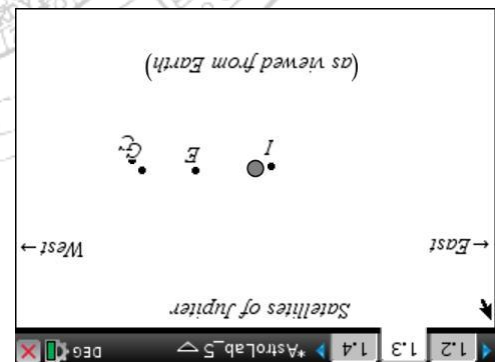 1.2 1.3 1.4 *AstroLab_5 DEG
Satellites of Jupiter
←East West→
I E
(as viewed from Earth)